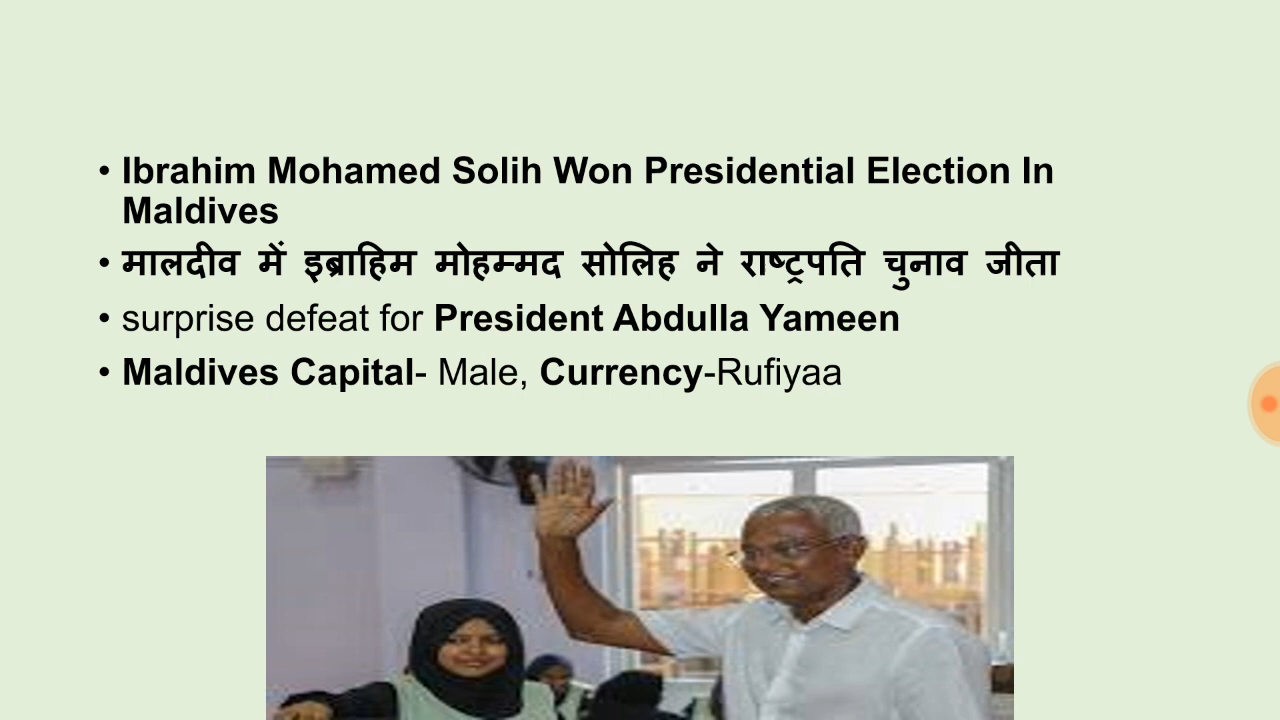 • Ibrahim Mohamed Solih Won Presidential Election In
Maldives
• मालदीव में इब्राहिम मोहम्मद सोलिह ने राष्ट्रपति चुनाव जीता
• surprise defeat for President Abdulla Yameen
• Maldives Capital- Male, Currency-Rufiyaa